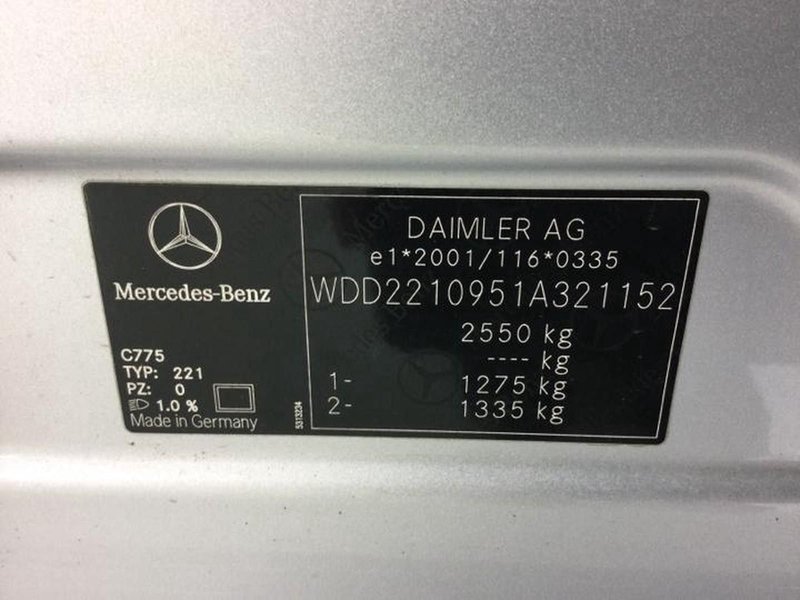 Mercedes-Benz
C775
TYP: 221
PZ: 0
1.0 %
Made in Germany
5313234
DAIMLER AG
e1*2001/116*0335
WDD2210951A321152
2550 kg
---- kg
1- 1275 kg
2- 1335 kg